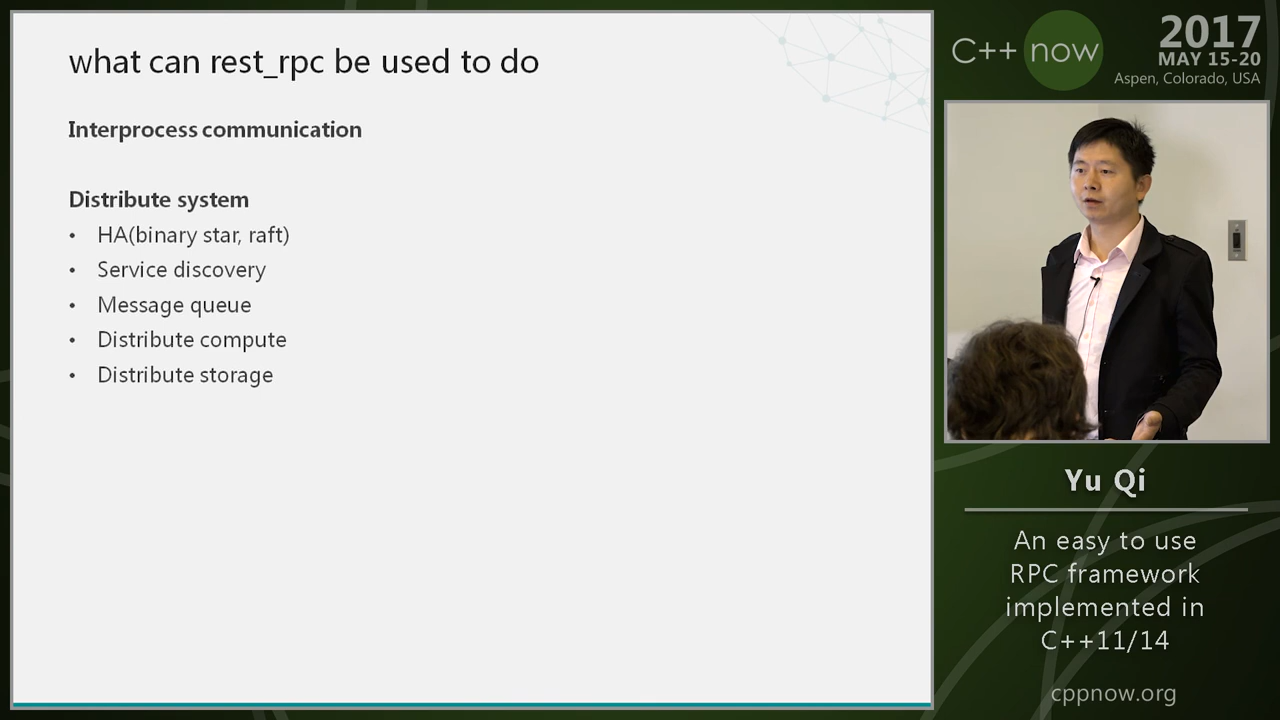 what can rest_rpc be used to do
Interprocess communication
Distribute system
• HA(binary star, raft)
• Service discovery
• Message queue
• Distribute compute
• Distribute storage
C++ now
2017
MAY 15-20
Aspen, Colorado, USA
Yu Qi
An easy to use
RPC framework
implemented in
C++11/14
cppnow.org